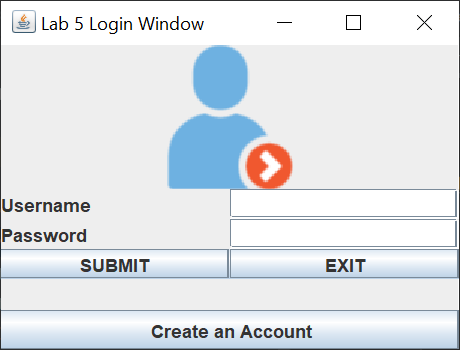 Lab 5 Login Window
Username
Password
SUBMIT EXIT
Create an Account